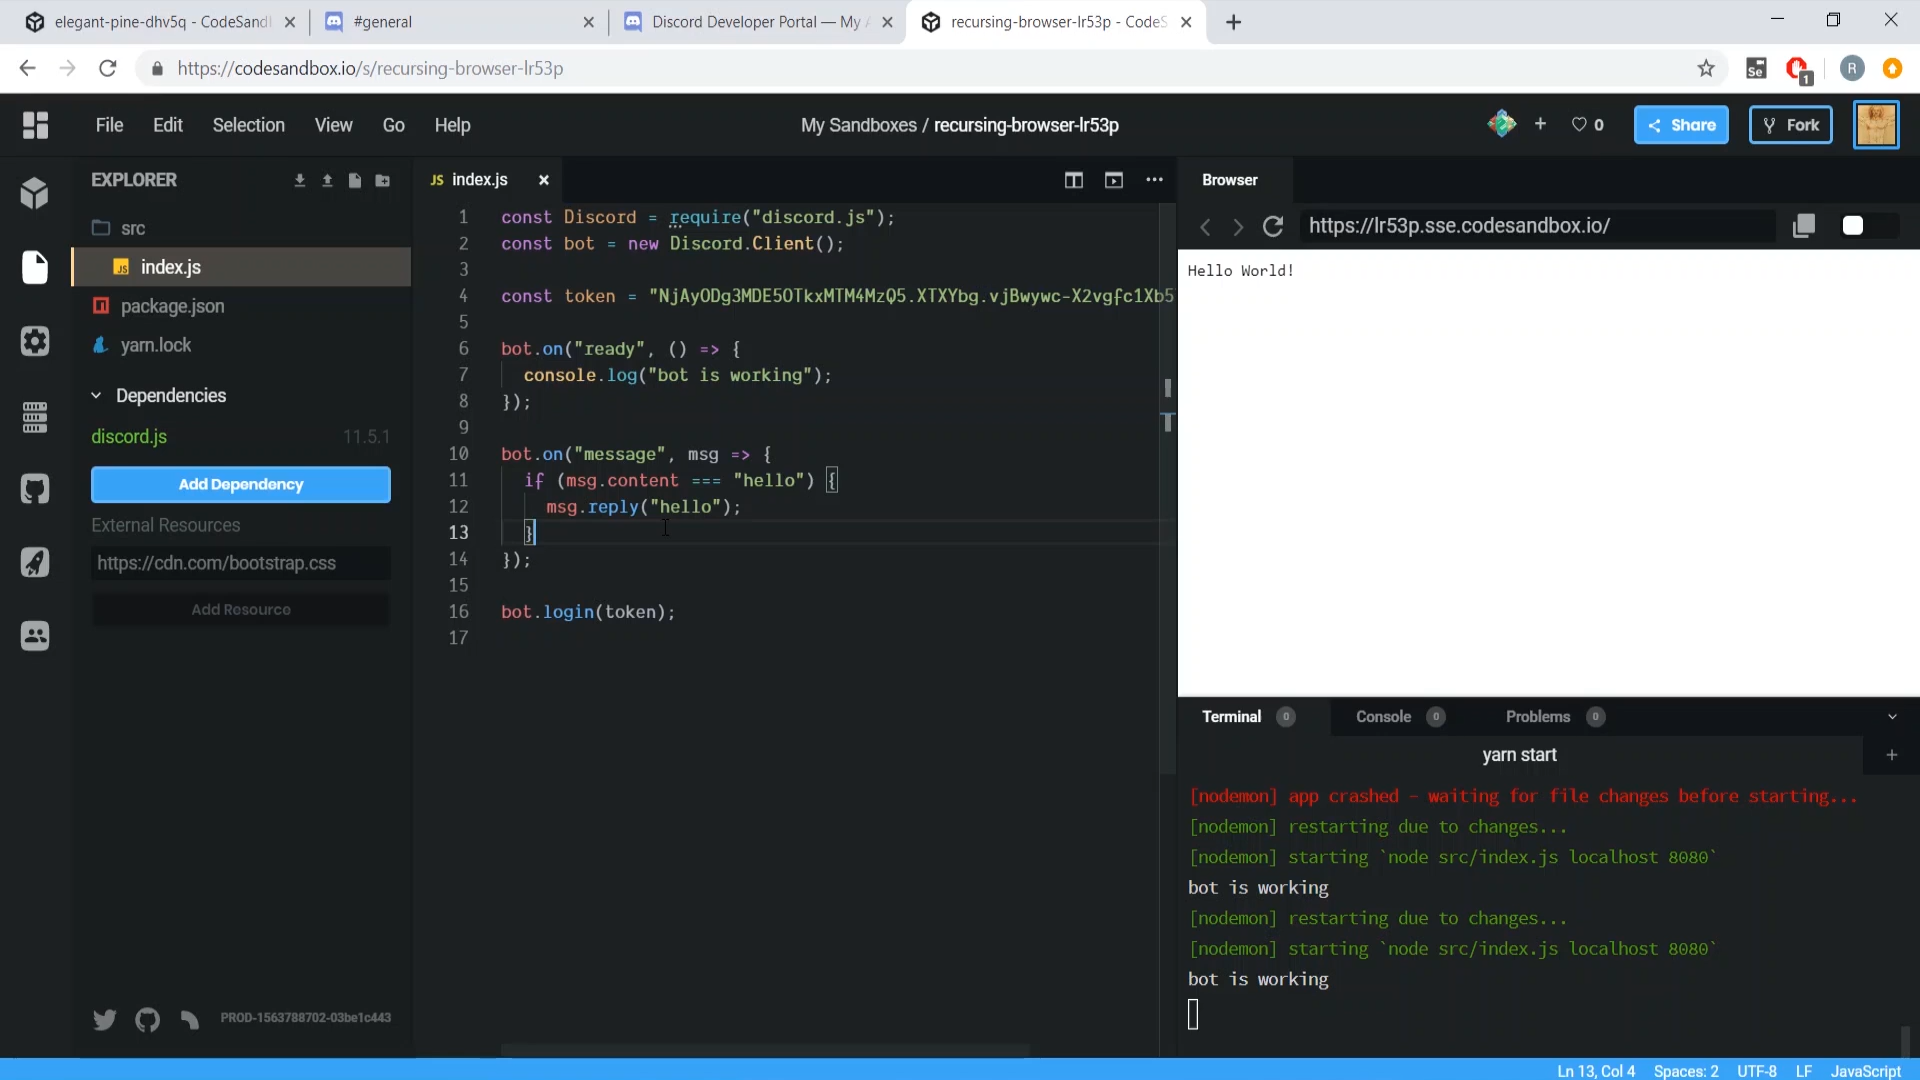 elegant-pine-dhv5q - CodeSand
#general
Discord Developer Portal — My A
recursing-browser-lr53p - CodeS
https://codesandbox.io/s/recursing-browser-lr53p
Se
1
R
File Edit Selection View Go Help
My Sandboxes / recursing-browser-lr53p
0
Share
Fork
EXPLORER
src
JS index.js
package.json
yarn.lock
Dependencies
discord.js 11.5.1
Add Dependency
External Resources
https://cdn.com/bootstrap.css
Add Resource
PROD-1563788702-03be1c443
JS index.js
1 const Discord = require("discord.js");
2 const bot = new Discord.Client();
3
4 const token = "NjAyODg3MDE5OTkxMTM4MzQ5.XTXYbg.vjBwywc-X2vgfc1Xb5
5
6 bot.on("ready", () => {
7 console.log("bot is working");
8 });
9
10 bot.on("message", msg => {
11 if (msg.content === "hello") {
12 msg.reply("hello");
13 }
14 });
15
16 bot.login(token);
17
Browser
https://lr53p.sse.codesandbox.io/
Hello World!
Terminal 0 Console 0 Problems 0
yarn start
[nodemon] app crashed - waiting for file changes before starting...
[nodemon] restarting due to changes...
[nodemon] starting `node src/index.js localhost 8080`
bot is working
[nodemon] restarting due to changes...
[nodemon] starting `node src/index.js localhost 8080`
bot is working
Ln 13, Col 4 Spaces: 2 UTF-8 LF JavaScript